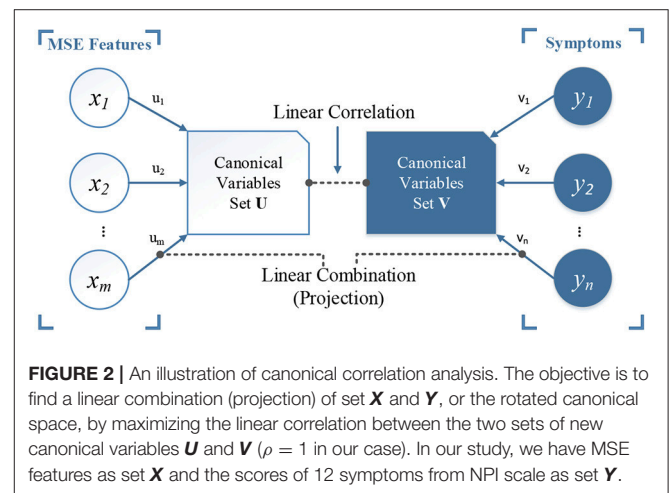 MSE Features
Symptoms
x1
u1
v1
y1
Linear Correlation
x2
u2
Canonical
Variables
Set U
Canonical
Variables
Set V
v2
y2
...
um
vn
...
xm
Linear Combination
(Projection)
yn
FIGURE 2 | An illustration of canonical correlation analysis. The objective is to
find a linear combination (projection) of set X and Y, or the rotated canonical
space, by maximizing the linear correlation between the two sets of new
canonical variables U and V (ρ = 1 in our case). In our study, we have MSE
features as set X and the scores of 12 symptoms from NPI scale as set Y.